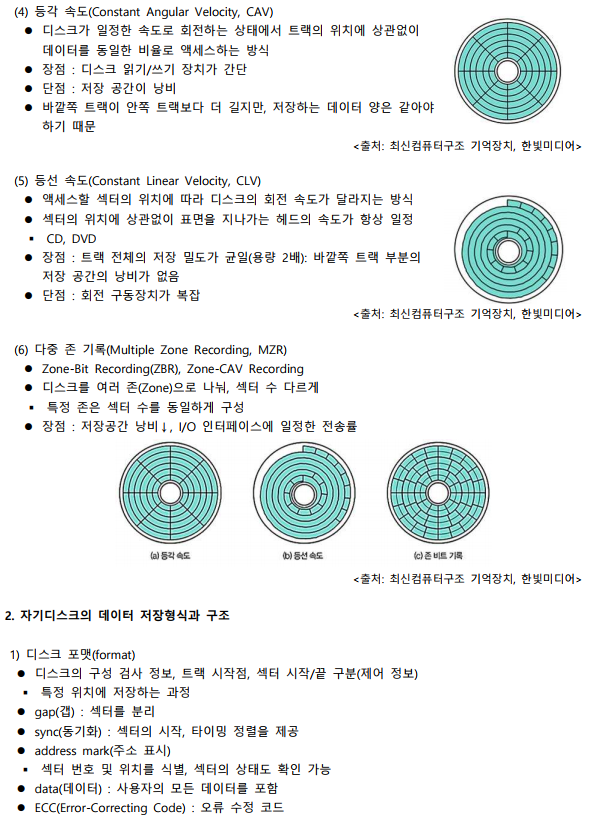 (4) 등각 속도(Constant Angular Velocity, CAV)
● 디스크가 일정한 속도로 회전하는 상태에서 트랙의 위치에 상관없이
데이터를 동일한 비율로 액세스하는 방식
● 장점 : 디스크 읽기/쓰기 장치가 간단
● 단점 : 저장 공간이 낭비
● 바깥쪽 트랙이 안쪽 트랙보다 더 길지만, 저장하는 데이터 양은 같아야
하기 때문
<출처: 최신컴퓨터구조 기억장치, 한빛미디어>
(5) 등선 속도(Constant Linear Velocity, CLV)
● 액세스할 섹터의 위치에 따라 디스크의 회전 속도가 달라지는 방식
● 섹터의 위치에 상관없이 표면을 지나가는 헤드의 속도가 항상 일정
▪ CD, DVD
● 장점 : 트랙 전체의 저장 밀도가 균일(용량 2배): 바깥쪽 트랙 부분의
저장 공간의 낭비가 없음
● 단점 : 회전 구동장치가 복잡
<출처: 최신컴퓨터구조 기억장치, 한빛미디어>
(6) 다중 존 기록(Multiple Zone Recording, MZR)
● Zone-Bit Recording(ZBR), Zone-CAV Recording
● 디스크를 여러 존(Zone)으로 나눠, 섹터 수 다르게
▪ 특정 존은 섹터 수를 동일하게 구성
● 장점 : 저장공간 낭비↓, I/O 인터페이스에 일정한 전송률
(a) 등각 속도 (b) 등선 속도 (c) 존 비트 기록
<출처: 최신컴퓨터구조 기억장치, 한빛미디어>
2. 자기디스크의 데이터 저장형식과 구조
1) 디스크 포맷(format)
● 디스크의 구성 검사 정보, 트랙 시작점, 섹터 시작/끝 구분(제어 정보)
▪ 특정 위치에 저장하는 과정
● gap(갭) : 섹터를 분리
● sync(동기화) : 섹터의 시작, 타이밍 정렬을 제공
● address mark(주소 표시)
▪ 섹터 번호 및 위치를 식별, 섹터의 상태도 확인 가능
● data(데이터) : 사용자의 모든 데이터를 포함
● ECC(Error-Correcting Code) : 오류 수정 코드